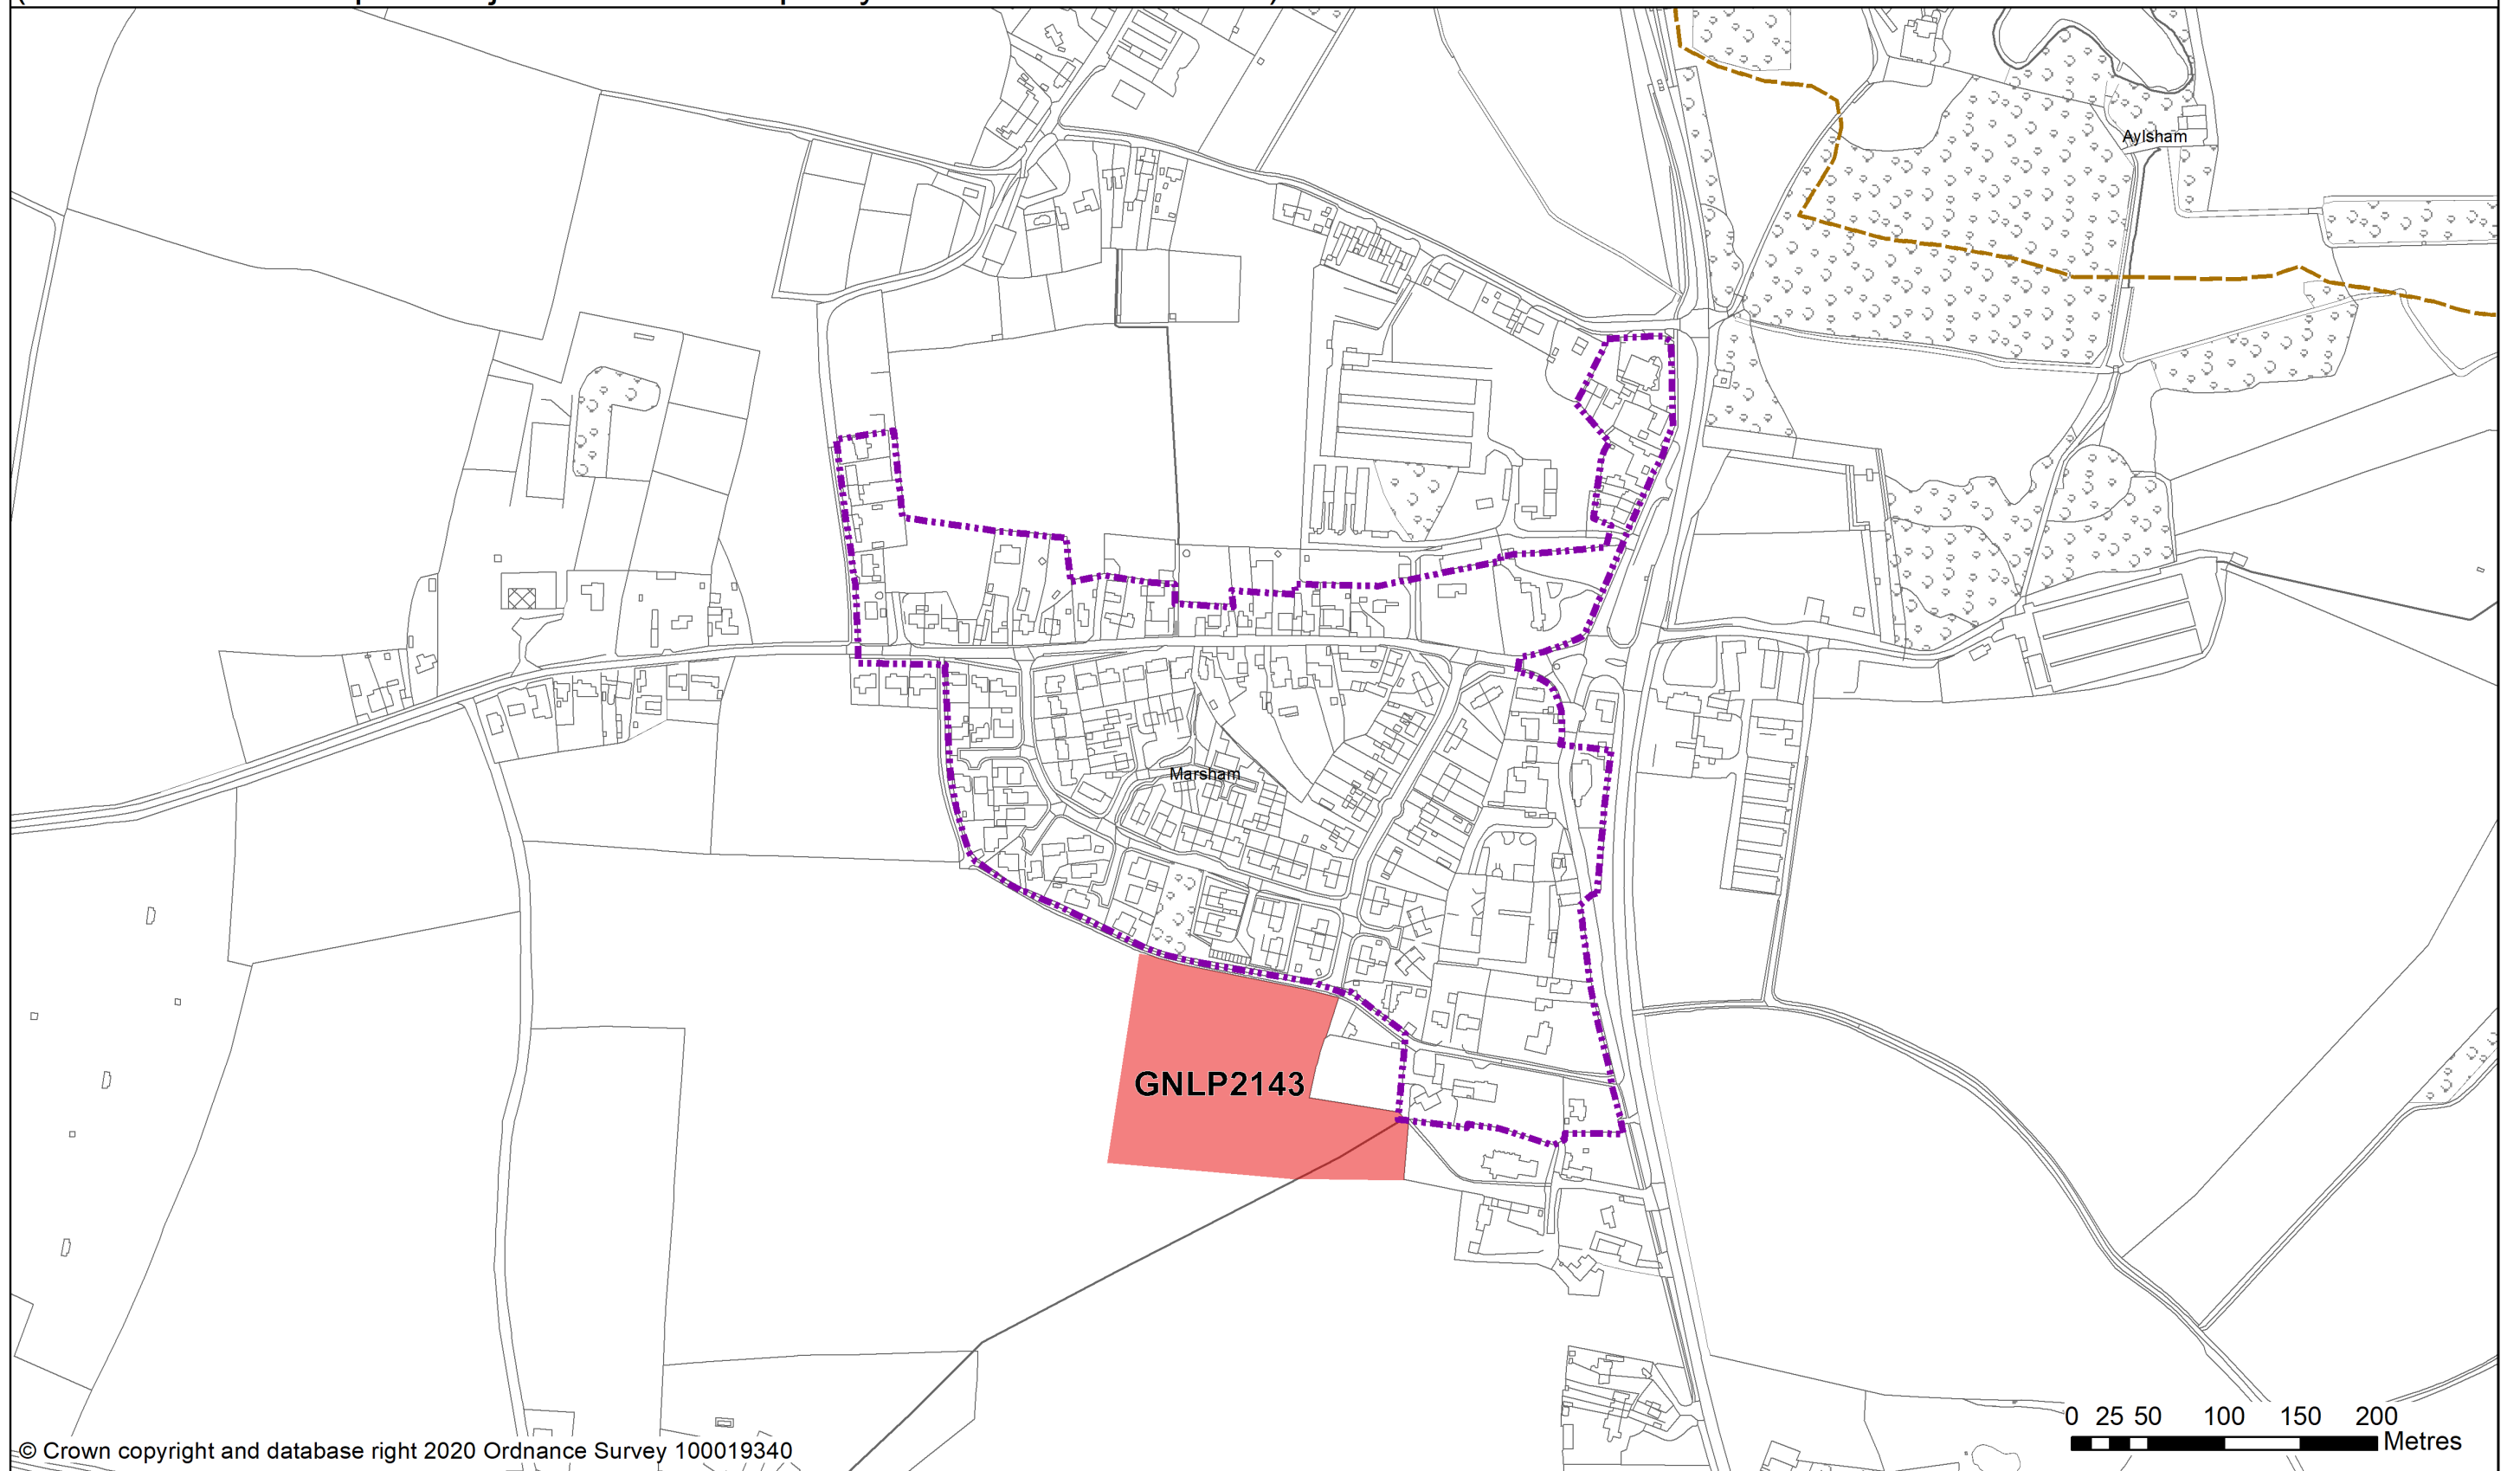 Aylsham
Marsham
GNLP2143
0 25 50 100 150 200
Metres
© Crown copyright and database right 2020 Ordnance Survey 100019340